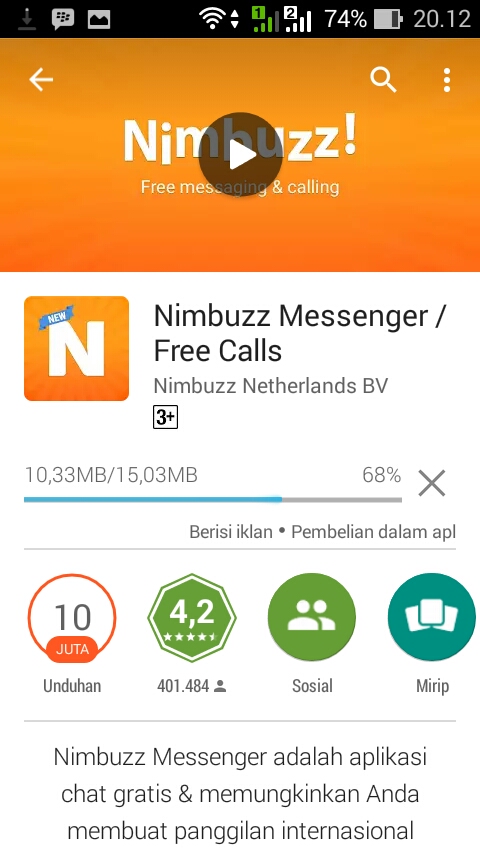 1
2
74%
20.12
Nimbuzz!
Free messaging & calling
NEW
N
Nimbuzz Messenger /
Free Calls
Nimbuzz Netherlands BV
3+
10,33MB/15,03MB
68%
Berisi iklan • Pembelian dalam apl
10
JUTA
4,2
Unduhan
401.484
Sosial
Mirip
Nimbuzz Messenger adalah aplikasi
chat gratis & memungkinkan Anda
membuat panggilan internasional